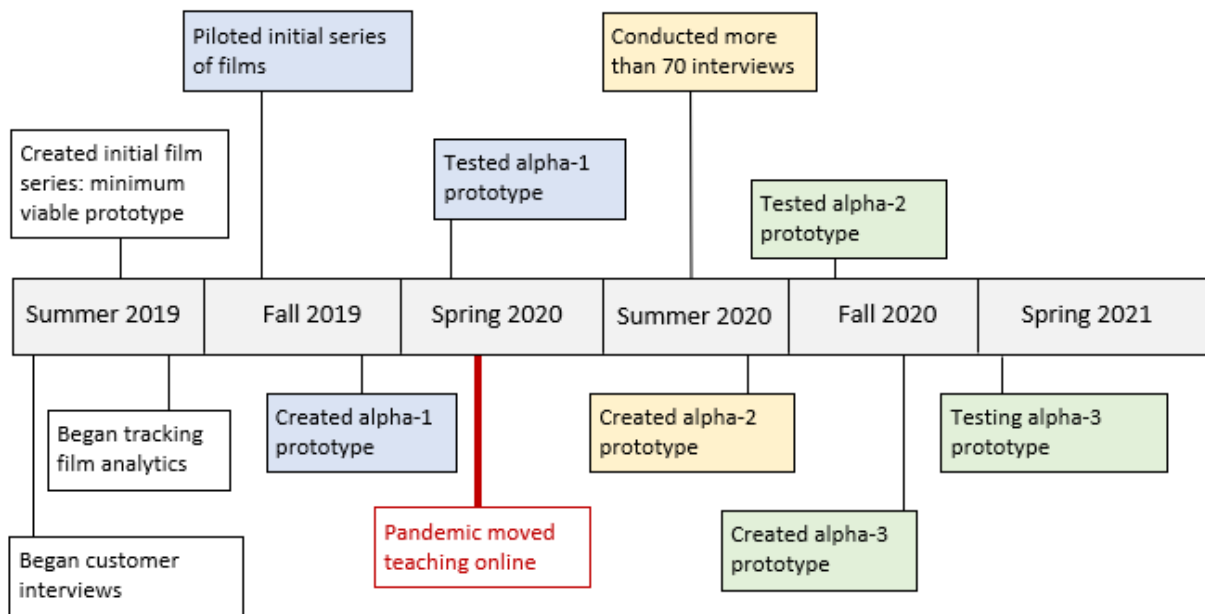 Piloted initial series
of films
Conducted more
than 70 interviews
Created initial film
series: minimum
viable prototype
Tested alpha-1
prototype
Tested alpha-2
prototype
Summer 2019
Fall 2019
Spring 2020
Summer 2020
Fall 2020
Spring 2021
Began tracking
film analytics
Created alpha-1
prototype
Created alpha-2
prototype
Testing alpha-3
prototype
Began customer
interviews
Pandemic moved
teaching online
Created alpha-3
prototype